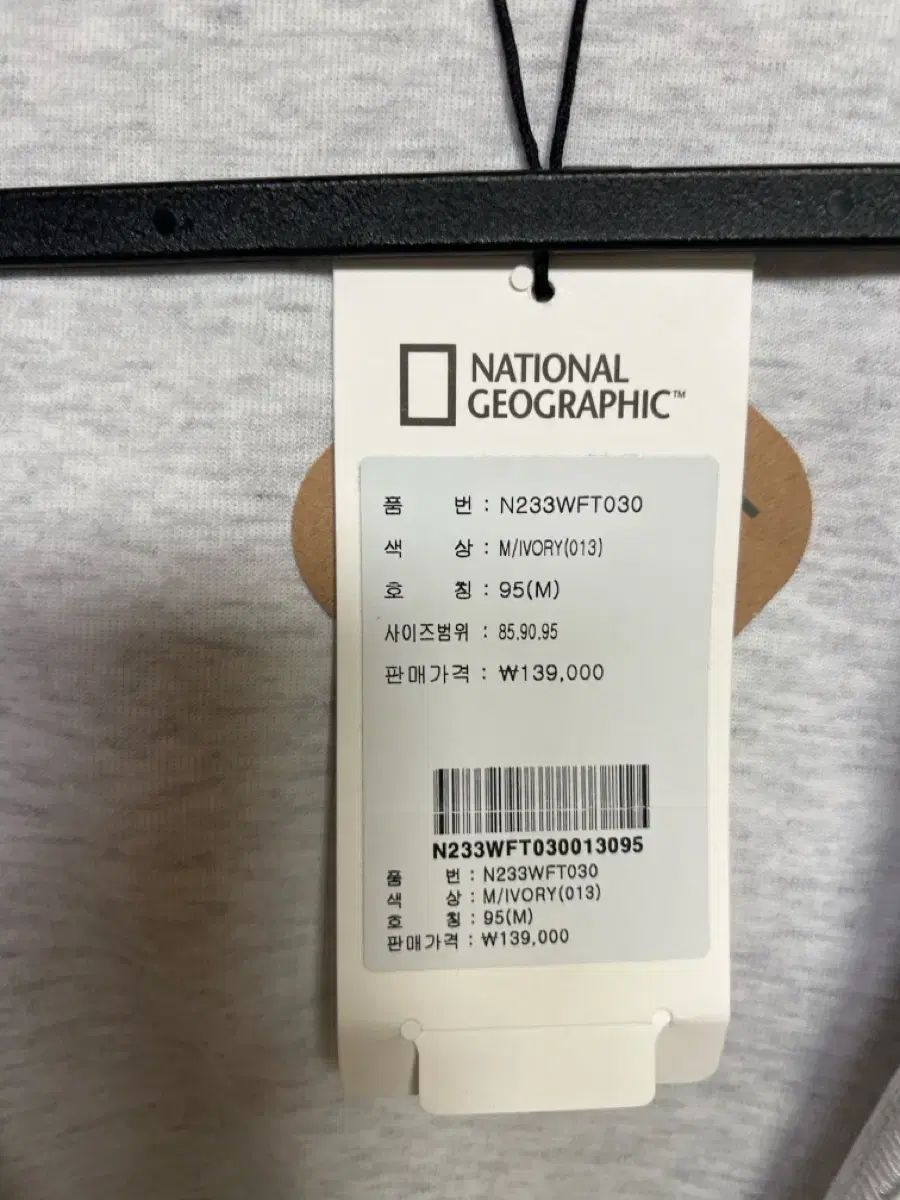 NATIONAL
GEOGRAPHIC™
품 번 : N233WFT030
색 상 : M/IVORY(013)
호 칭 : 95(M)
사이즈범위 : 85.90.95
판매가격 : ₩139,000
N233WFT030013095
품 번 : N233WFT030
색 상 : M/IVORY(013)
호 칭 : 95(M)
판매가격 : ₩139,000